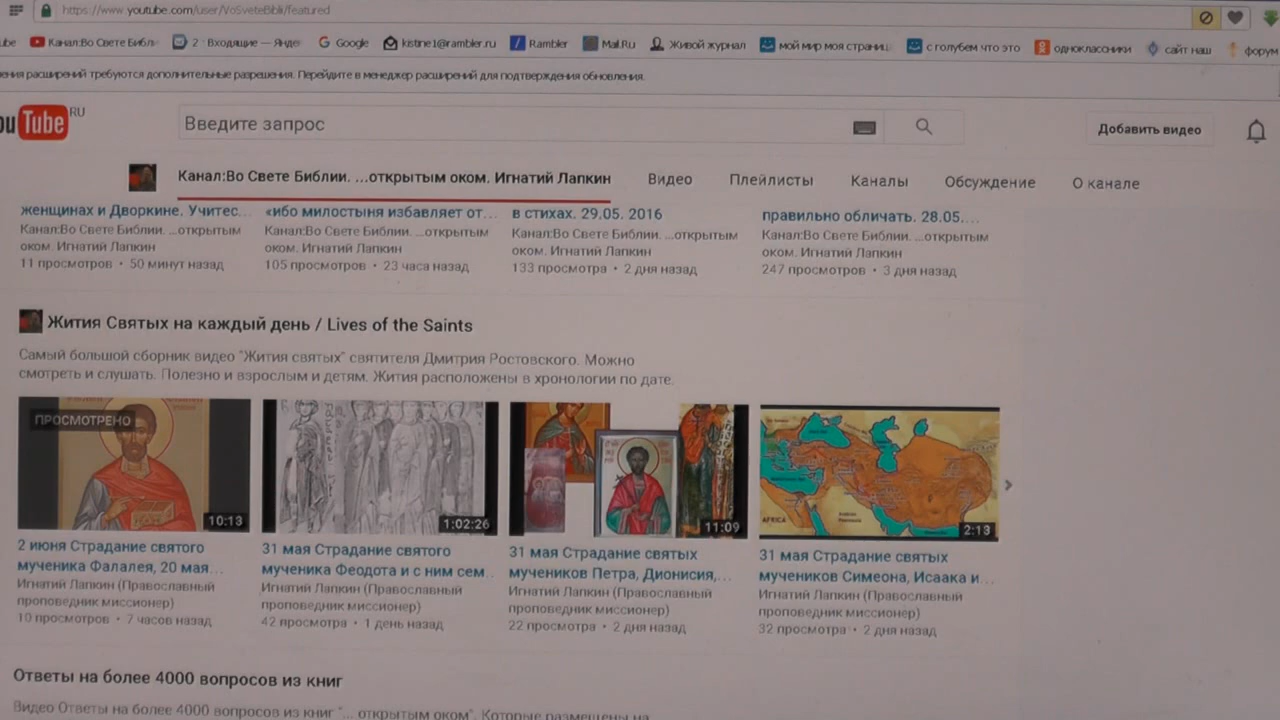 https://www.youtube.com/user/VoSveteBibli/featured
ube Канал:Во Свете Библ 2 · Входящие — Янде Google kistine1@rambler.ru Rambler Mail.Ru Живой журнал мой мир моя страниц с голубем что это одноклассники сайт наш форум
ения расширений требуются дополнительные разрешения. Перейдите в менеджер расширений для подтверждения обновления.
ouTube RU
Введите запрос
Добавить видео
Канал:Во Свете Библии. ...открытым оком. Игнатий Лапкин Видео Плейлисты Каналы Обсуждение О канале
женщинах и Дворкине. Учитес...
Канал:Во Свете Библии. ...открытым
оком. Игнатий Лапкин
11 просмотров • 50 минут назад
«ибо милостыня избавляет от...
Канал:Во Свете Библии. ...открытым
оком. Игнатий Лапкин
105 просмотров • 23 часа назад
в стихах. 29.05. 2016
Канал:Во Свете Библии. ...открытым
оком. Игнатий Лапкин
133 просмотра • 2 дня назад
правильно обличать. 28.05....
Канал:Во Свете Библии. ...открытым
оком. Игнатий Лапкин
247 просмотров • 3 дня назад
Жития Святых на каждый день / Lives of the Saints
Самый большой сборник видео "Жития святых" святителя Дмитрия Ростовского. Можно
смотреть и слушать. Полезно и взрослым и детям. Жития расположены в хронологии по дате.
ПРОСМОТРЕНО
10:13
2 июня Страдание святого
мученика Фалалея, 20 мая...
Игнатий Лапкин (Православный
проповедник миссионер)
10 просмотров • 7 часов назад
1:02:26
31 мая Страдание святого
мученика Феодота и с ним сем...
Игнатий Лапкин (Православный
проповедник миссионер)
42 просмотра • 1 день назад
11:09
31 мая Страдание святых
мучеников Петра, Дионисия,...
Игнатий Лапкин (Православный
проповедник миссионер)
22 просмотра • 2 дня назад
AFRICA
2:13
31 мая Страдание святых
мучеников Симеона, Исаака и...
Игнатий Лапкин (Православный
проповедник миссионер)
32 просмотра • 2 дня назад
Ответы на более 4000 вопросов из книг
Видео Ответы на более 4000 вопросов из книг "... открытым оком". Которые размещены на